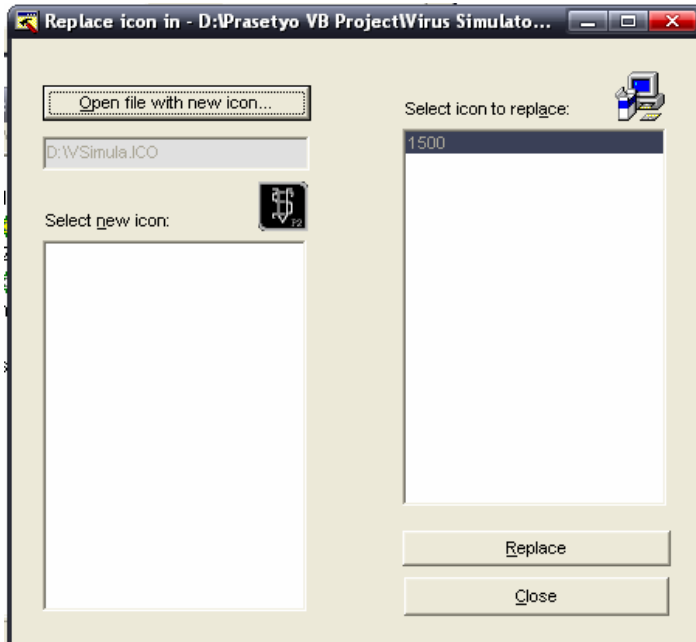 Replace icon in - D:\Prasetyo VB Project\Virus Simulato...
Open file with new icon...
D:\VSimula.ICO
Select new icon:
P2
Select icon to replace:
1500
Replace
Close